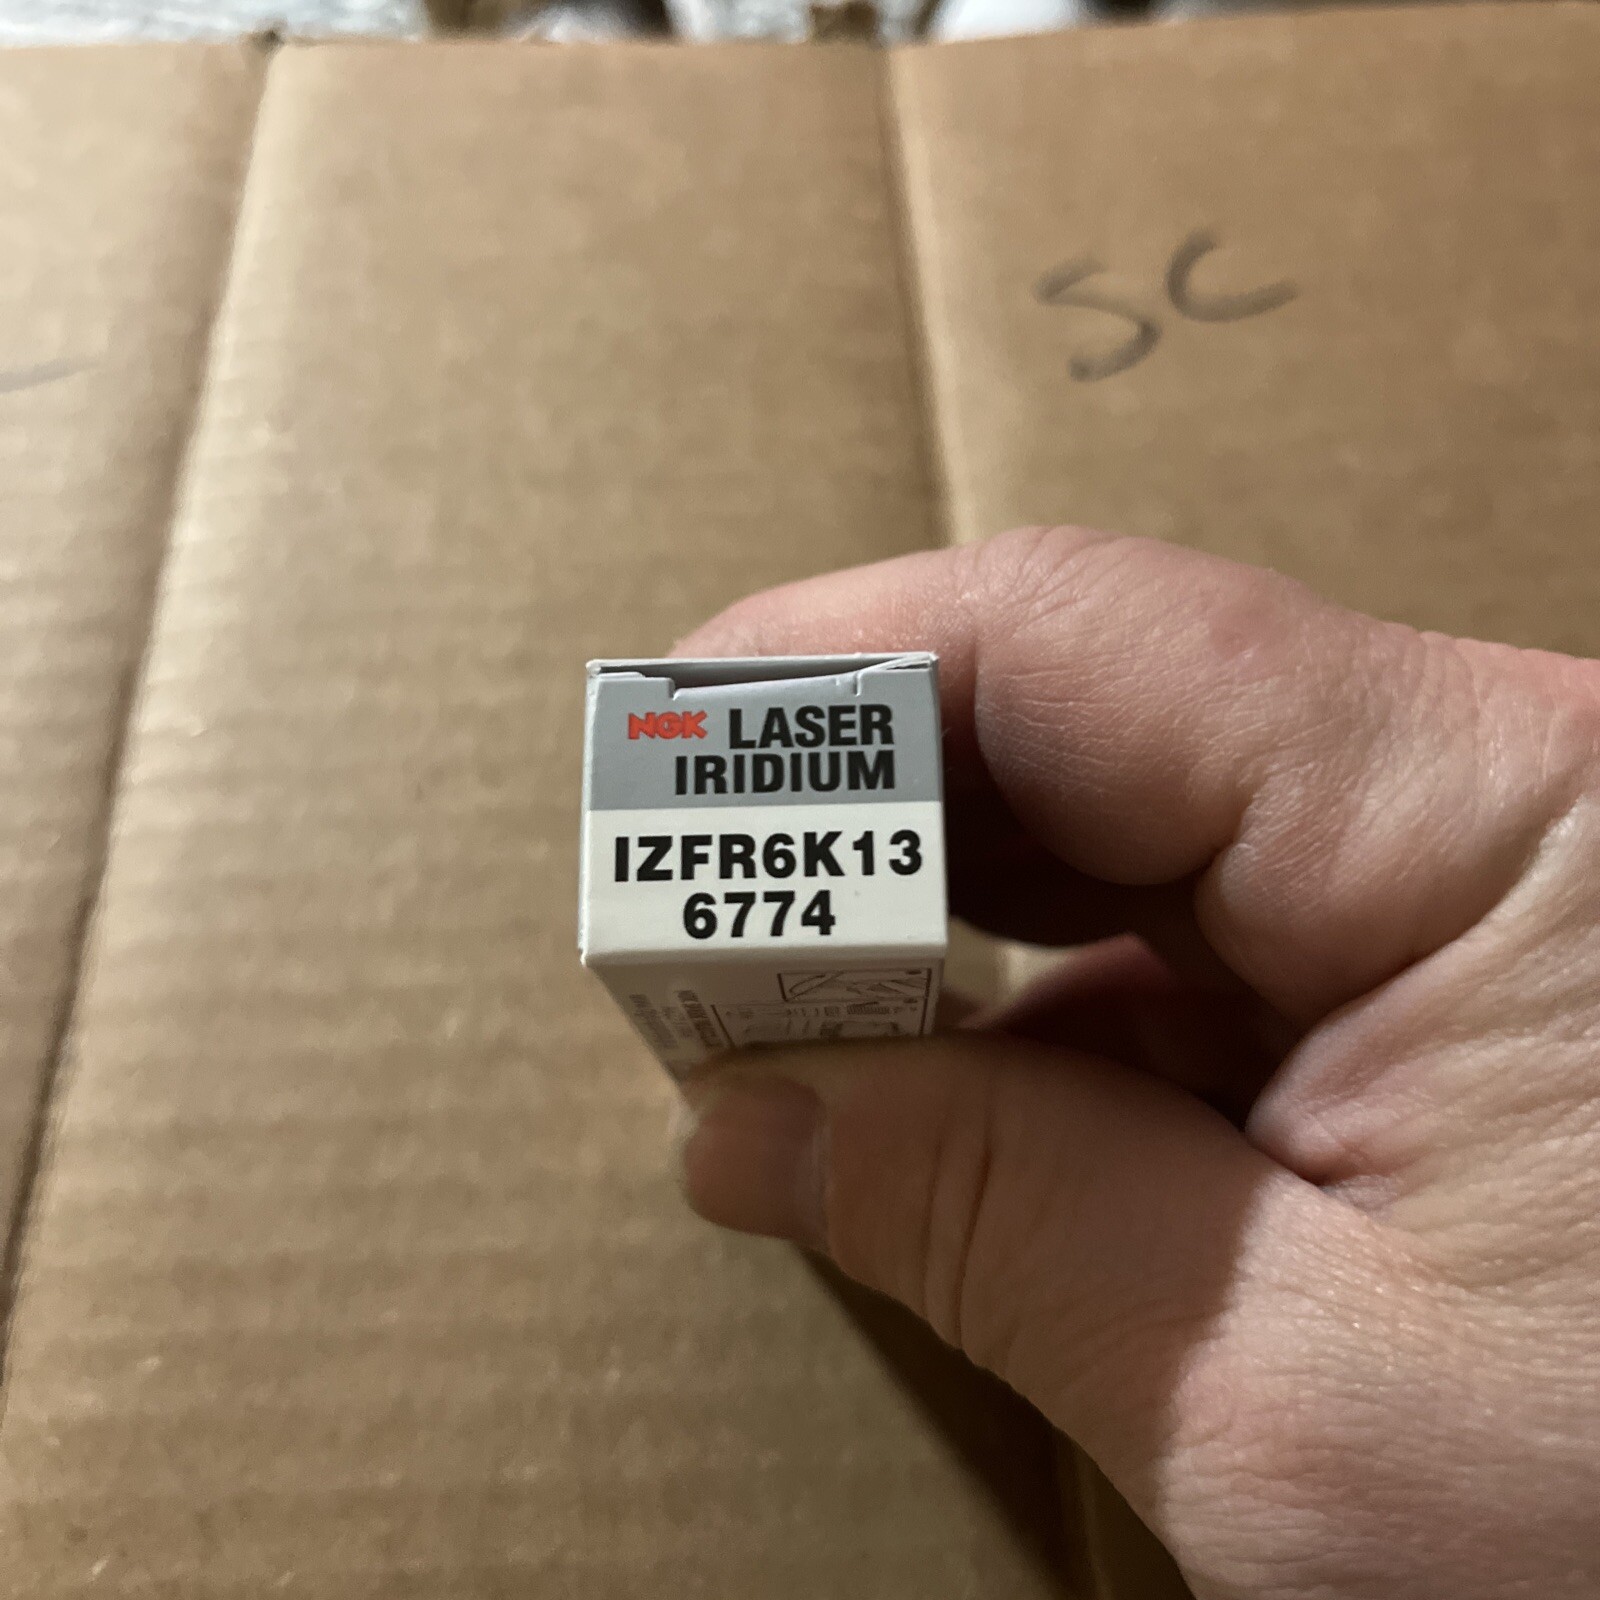 SC
NGK LASER
IRIDIUM
IZFR6K13
6774